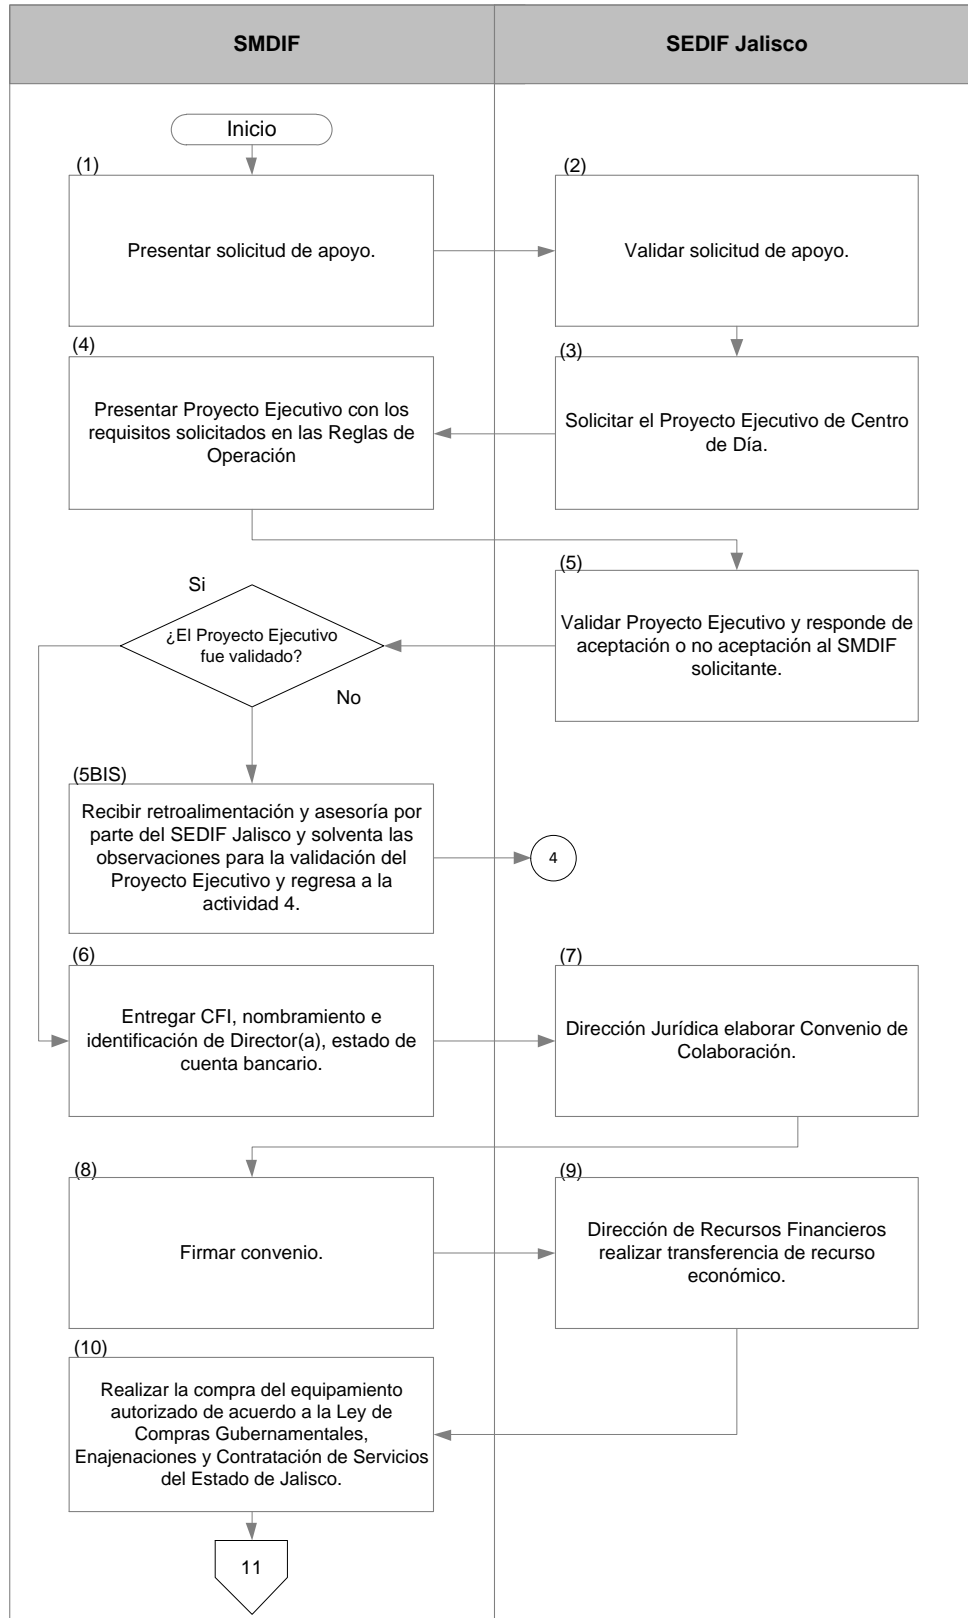 SMDIF
SEDIF Jalisco
Inicio
(1)
Presentar solicitud de apoyo.
(2)
Validar solicitud de apoyo.
(3)
Solicitar el Proyecto Ejecutivo de Centro
de Día.
(4)
Presentar Proyecto Ejecutivo con los
requisitos solicitados en las Reglas de
Operación
(5)
Validar Proyecto Ejecutivo y responde de
aceptación o no aceptación al SMDIF
solicitante.
Si
¿El Proyecto Ejecutivo
fue validado?
No
(5BIS)
Recibir retroalimentación y asesoría por
parte del SEDIF Jalisco y solventa las
observaciones para la validación del
Proyecto Ejecutivo y regresa a la
actividad 4.
4
(6)
Entregar CFI, nombramiento e
identificación de Director(a), estado de
cuenta bancario.
(7)
Dirección Jurídica elaborar Convenio de
Colaboración.
(8)
Firmar convenio.
(9)
Dirección de Recursos Financieros
realizar transferencia de recurso
económico.
(10)
Realizar la compra del equipamiento
autorizado de acuerdo a la Ley de
Compras Gubernamentales,
Enajenaciones y Contratación de Servicios
del Estado de Jalisco.
11